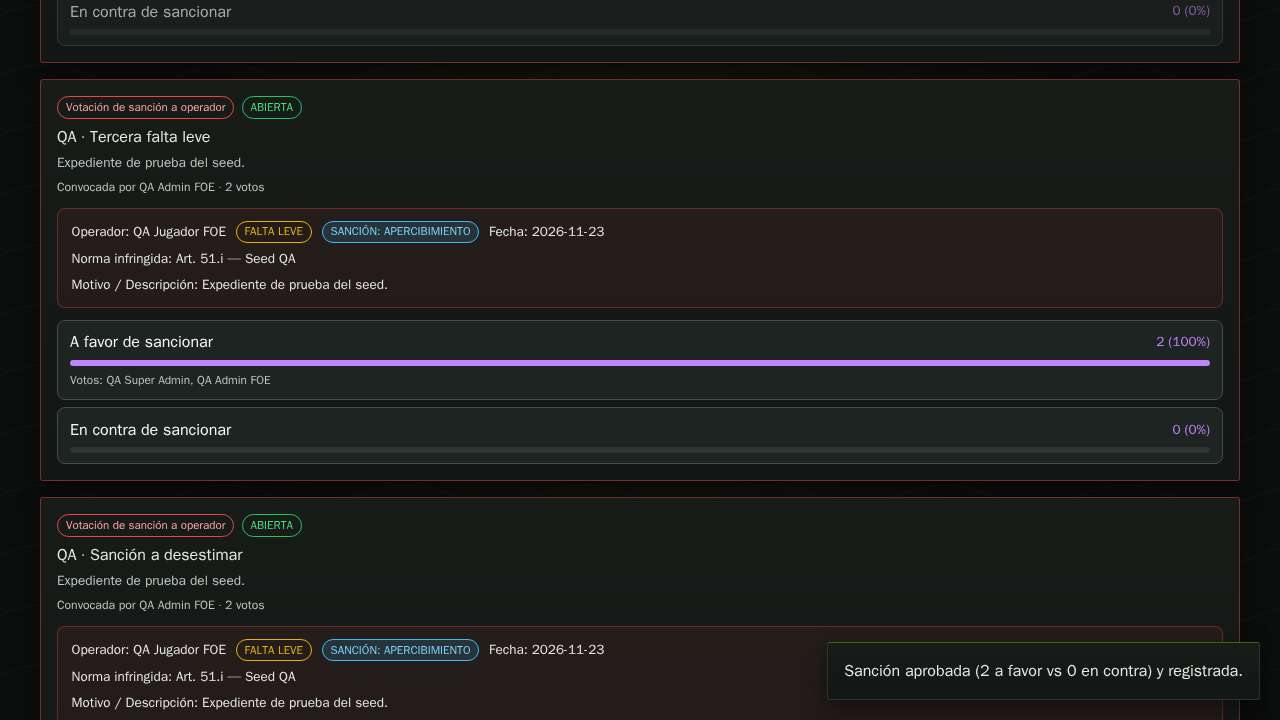 En contra de sancionar 0 (0%)
Votación de sanción a operador ABIERTA
QA · Tercera falta leve
Expediente de prueba del seed.
Convocada por QA Admin FOE · 2 votos
Operador: QA Jugador FOE FALTA LEVE SANCIÓN: APERCIBIMIENTO Fecha: 2026-11-23
Norma infringida: Art. 51.i — Seed QA
Motivo / Descripción: Expediente de prueba del seed.
A favor de sancionar 2 (100%)
Votos: QA Super Admin, QA Admin FOE
En contra de sancionar 0 (0%)
Votación de sanción a operador ABIERTA
QA · Sanción a desestimar
Expediente de prueba del seed.
Convocada por QA Admin FOE · 2 votos
Operador: QA Jugador FOE FALTA LEVE SANCIÓN: APERCIBIMIENTO Fecha: 2026-11-23
Norma infringida: Art. 51.i — Seed QA
Motivo / Descripción: Expediente de prueba del seed.
Sanción aprobada (2 a favor vs 0 en contra) y registrada.